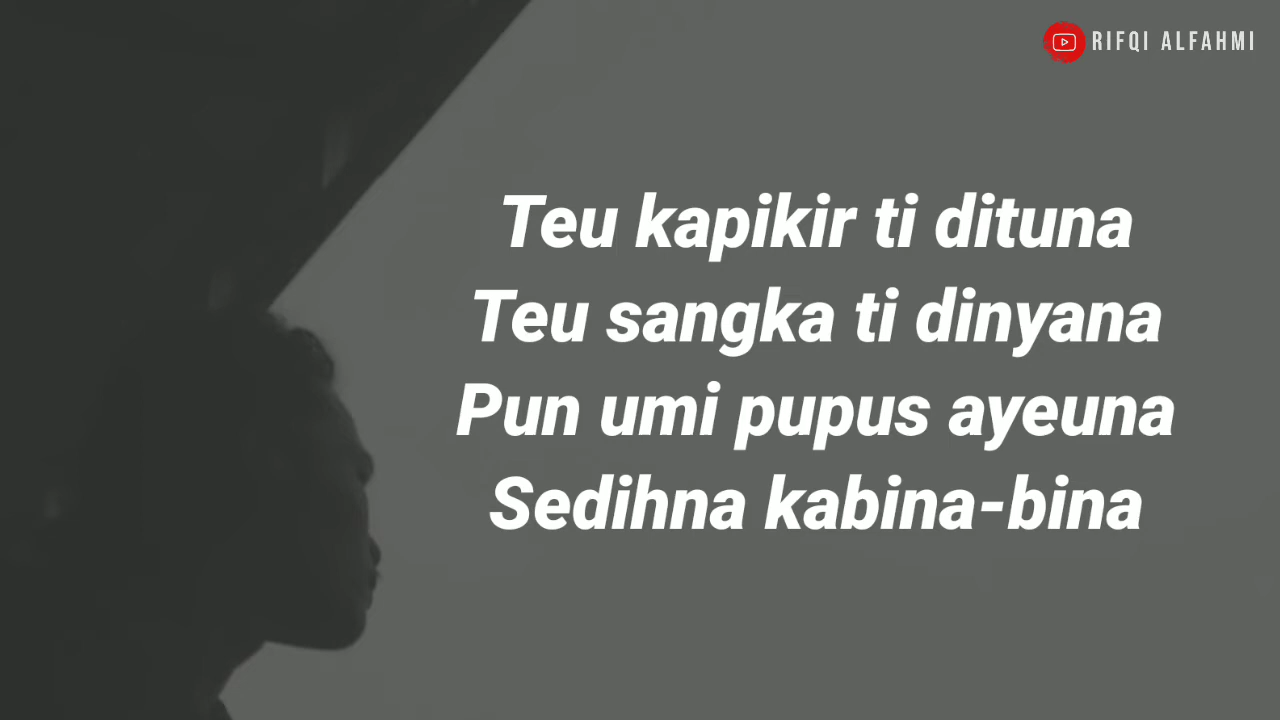 RIFQI ALFAHMI
Teu kapikir ti dituna
Teu sangka ti dinyana
Pun umi pupus ayeuna
Sedihna kabina-bina